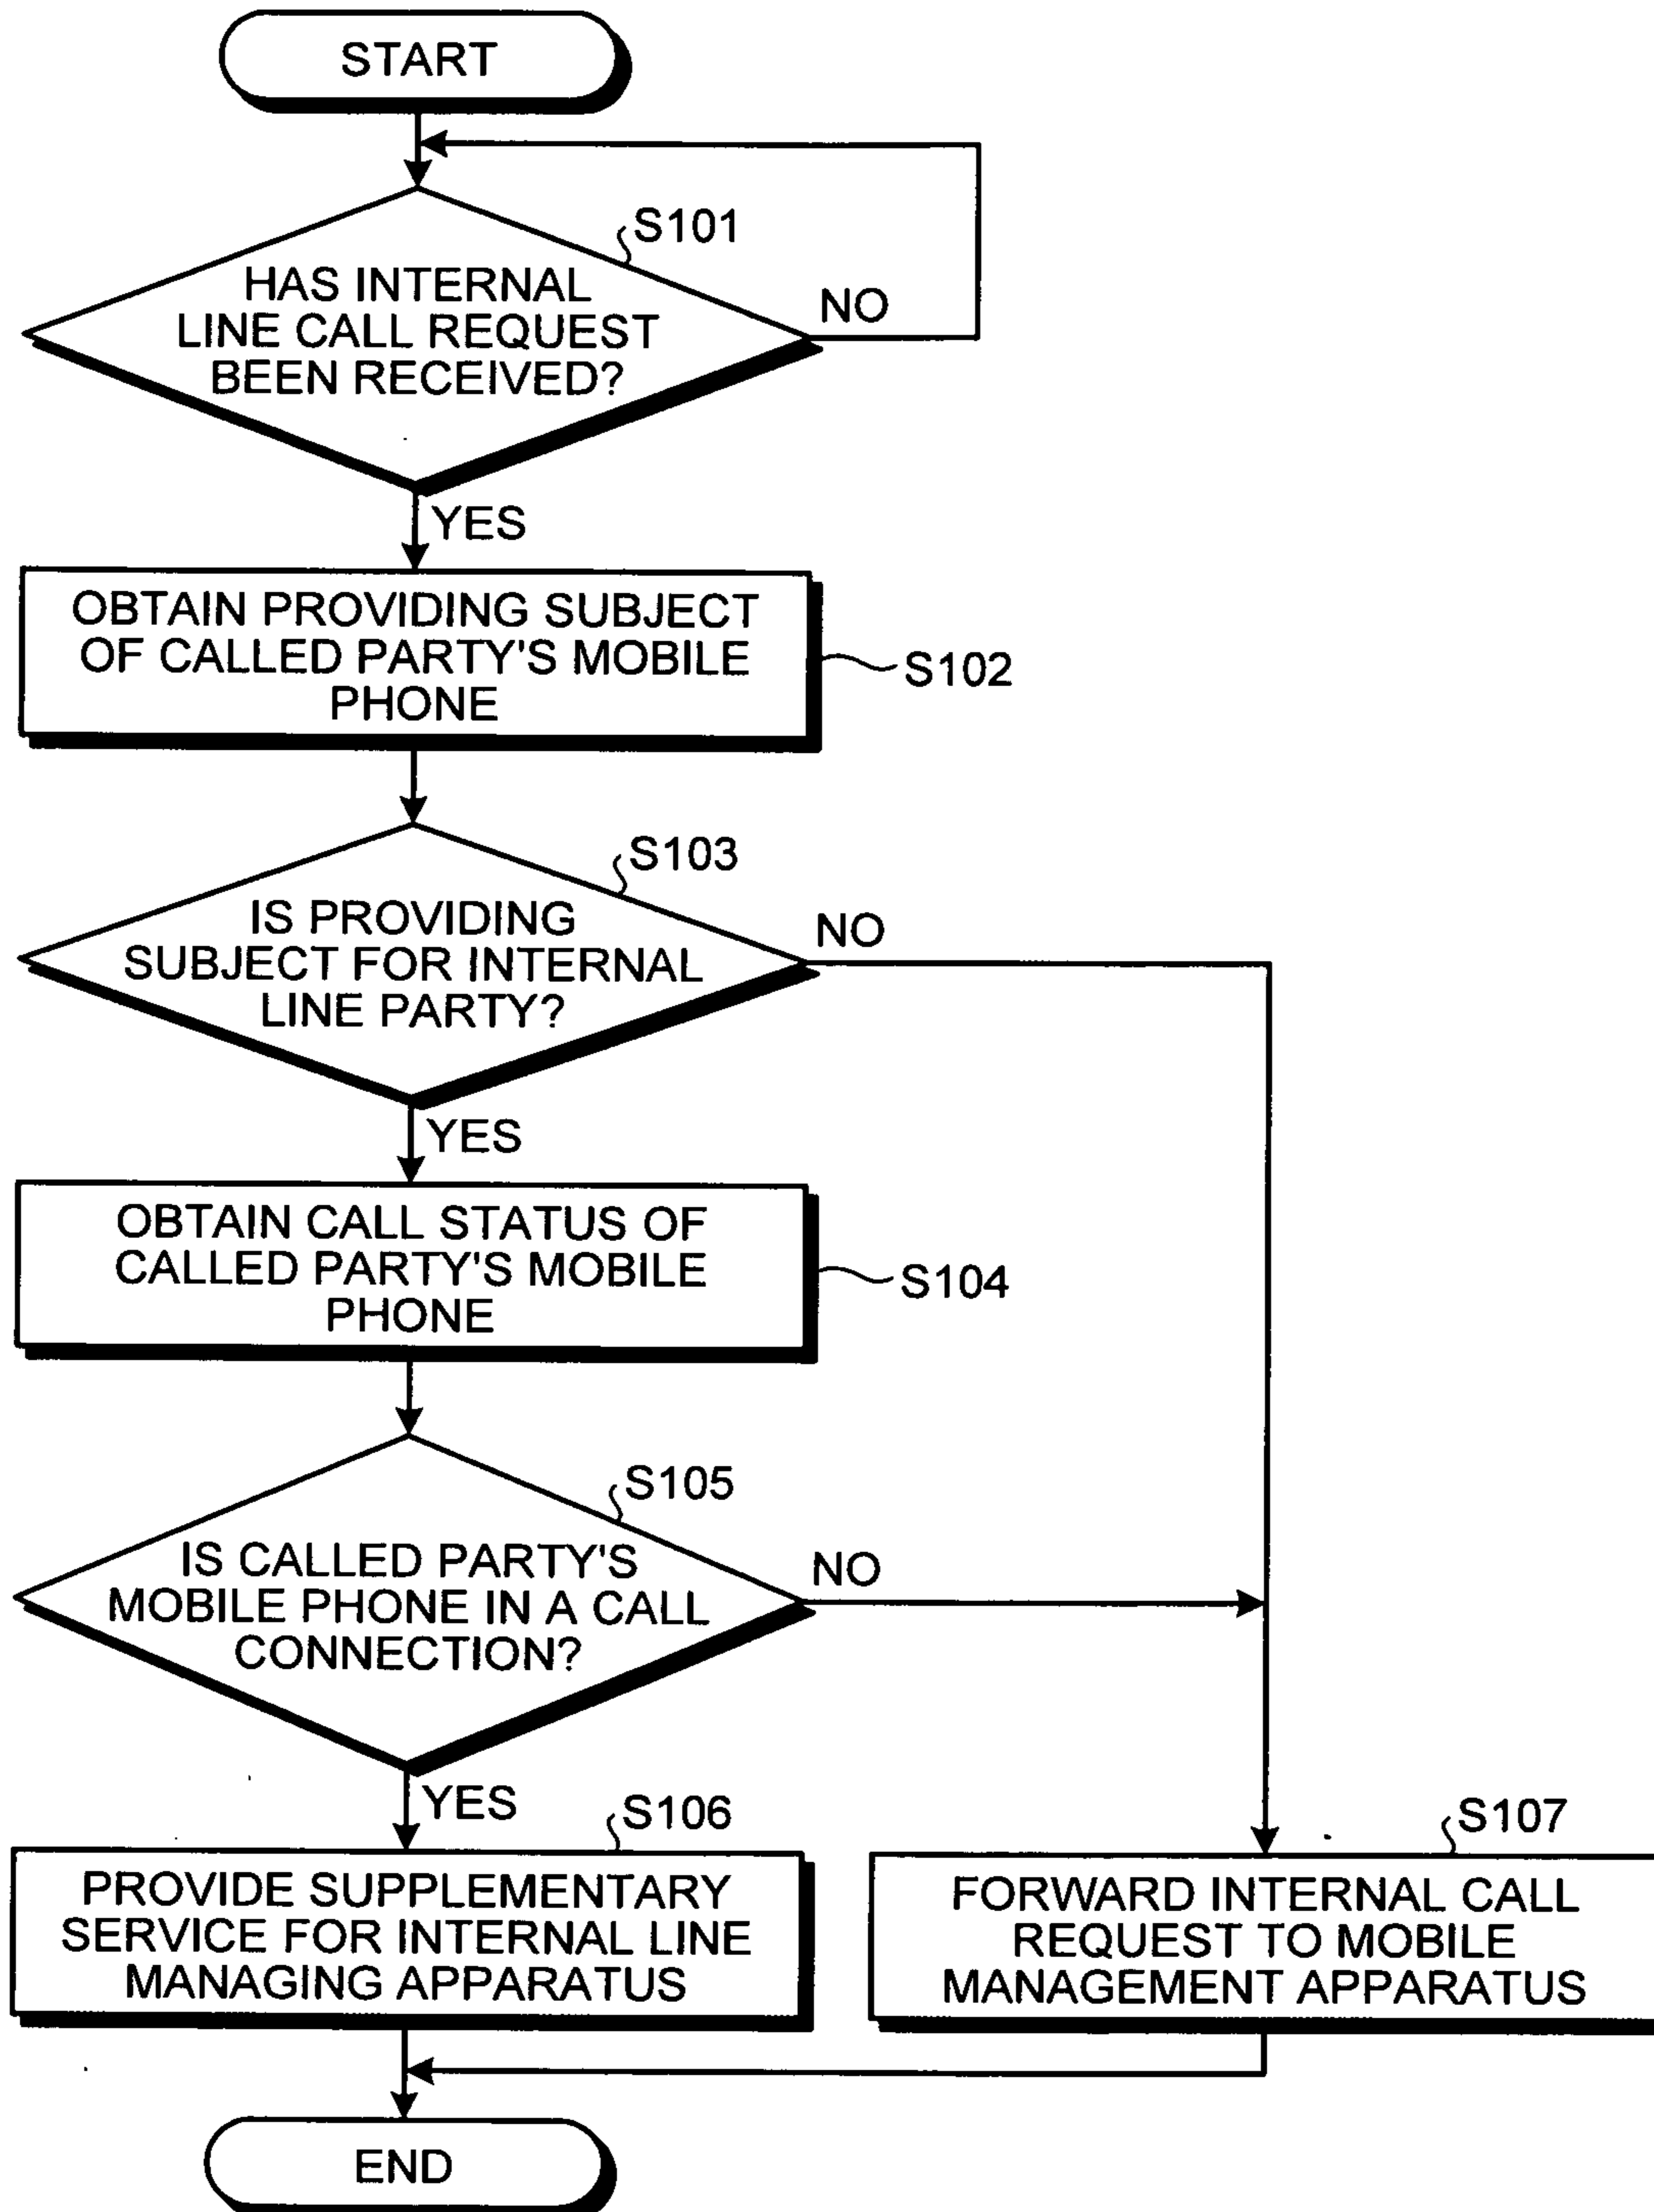 START
S101
HAS INTERNAL
LINE CALL REQUEST
BEEN RECEIVED?
NO
YES
OBTAIN PROVIDING SUBJECT
OF CALLED PARTY'S MOBILE
PHONE
S102
S103
IS PROVIDING
SUBJECT FOR INTERNAL
LINE PARTY?
NO
YES
OBTAIN CALL STATUS OF
CALLED PARTY'S MOBILE
PHONE
S104
S105
IS CALLED PARTY'S
MOBILE PHONE IN A CALL
CONNECTION?
NO
YES
S106
PROVIDE SUPPLEMENTARY
SERVICE FOR INTERNAL LINE
MANAGING APPARATUS
S107
FORWARD INTERNAL CALL
REQUEST TO MOBILE
MANAGEMENT APPARATUS
END